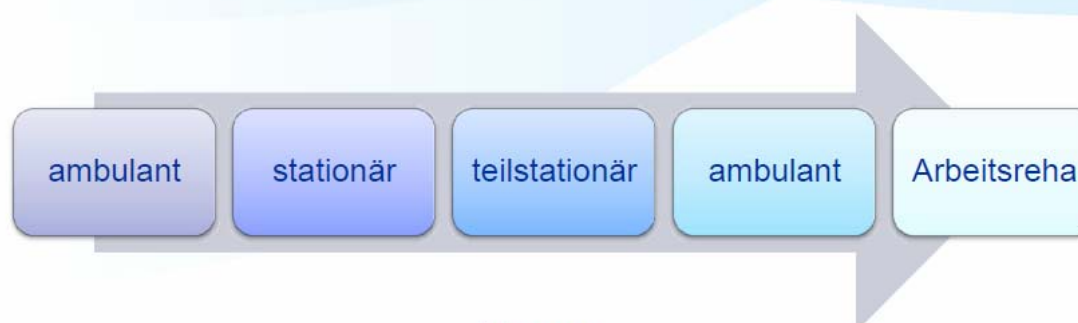 ambulant
stationär
teilstationär
ambulant
Arbeitsreha